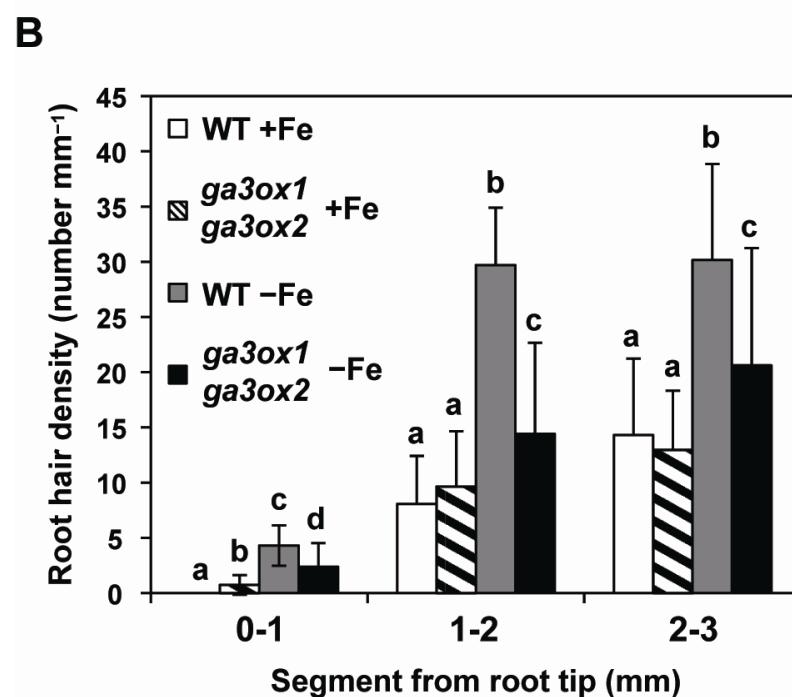 B
Root hair density (number mm⁻¹)
45
40
35
30
25
20
15
10
5
0
WT +Fe
ga3ox1
ga3ox2 +Fe
WT −Fe
ga3ox1
ga3ox2 −Fe
a b c d
a a b c
a a b c
0-1 1-2 2-3
Segment from root tip (mm)